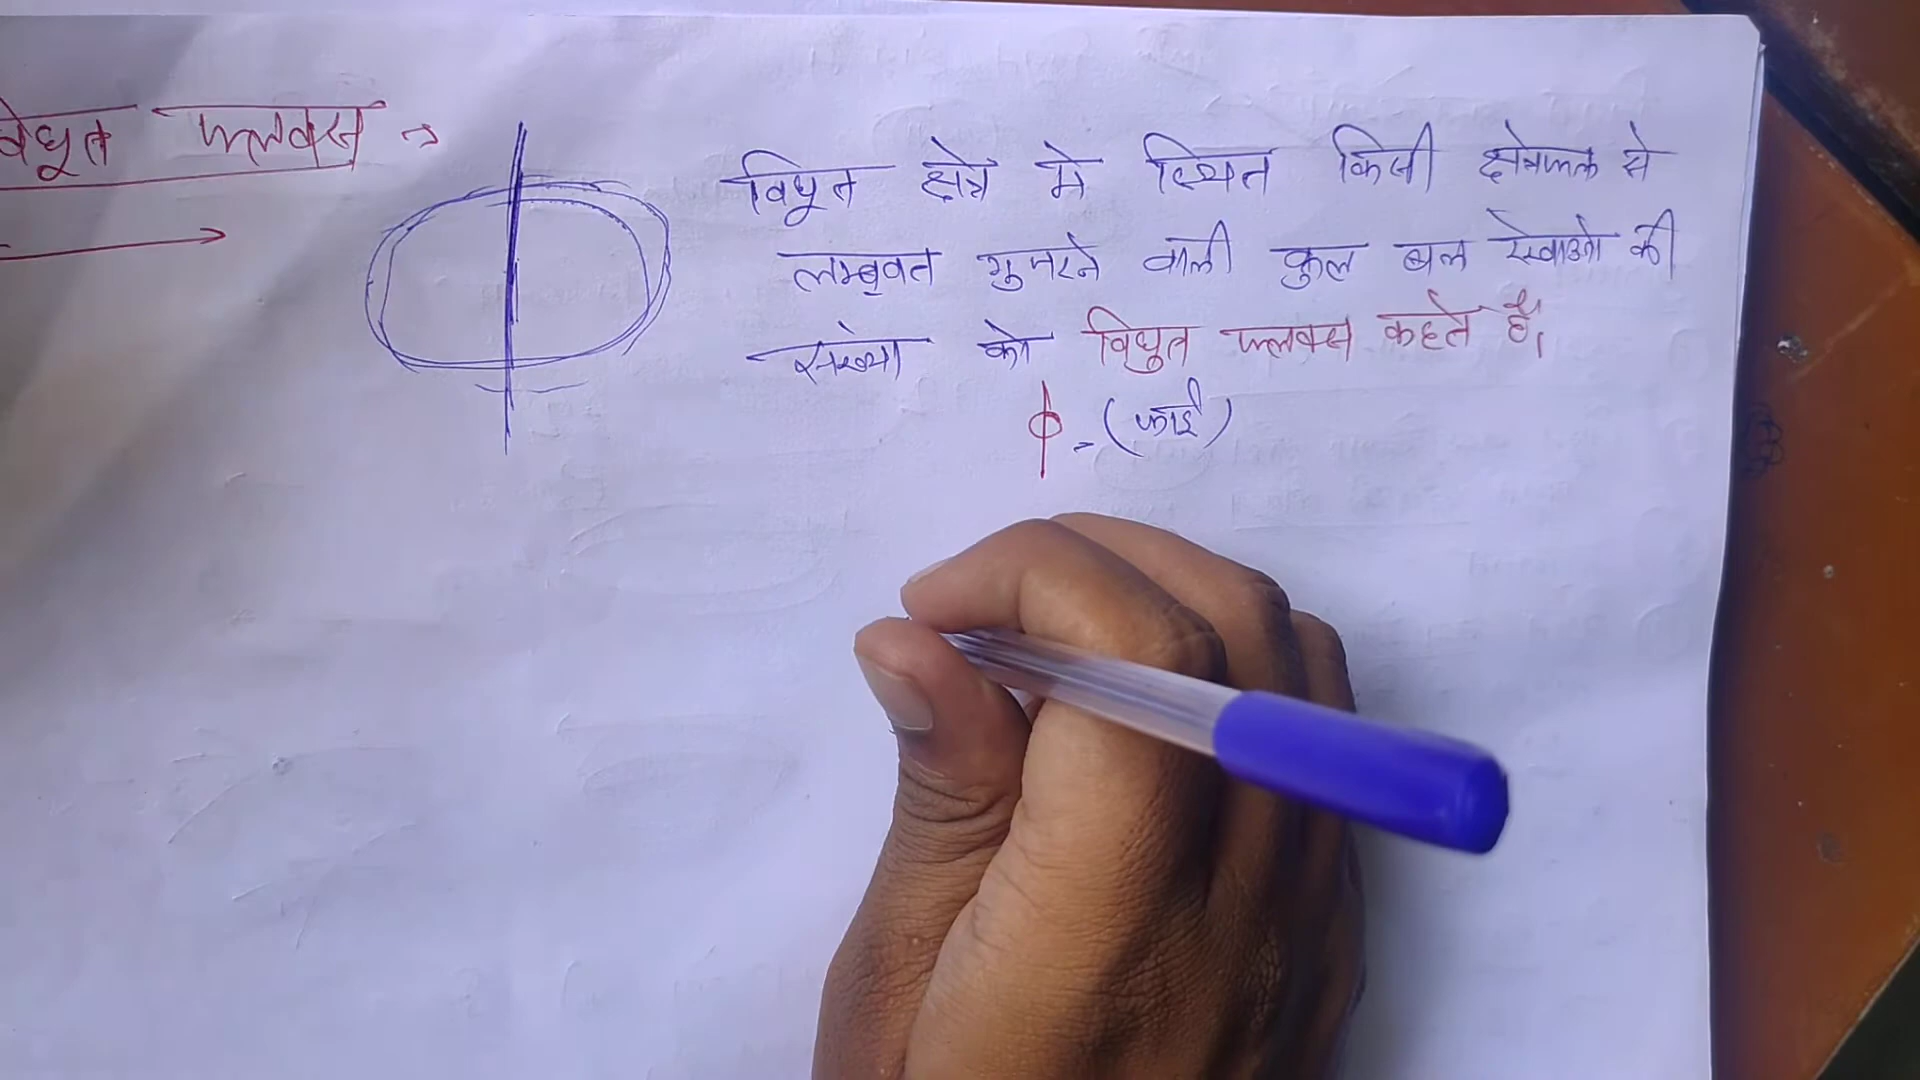 विधुत फ्लक्स →
विधुत क्षेत्र मे स्थित किसी क्षेत्रफल से
लम्बवत गुजरने वाली कुल बल रेखाओ की
संख्या को विधुत फ्लक्स कहते है।
ϕ = (फाई)